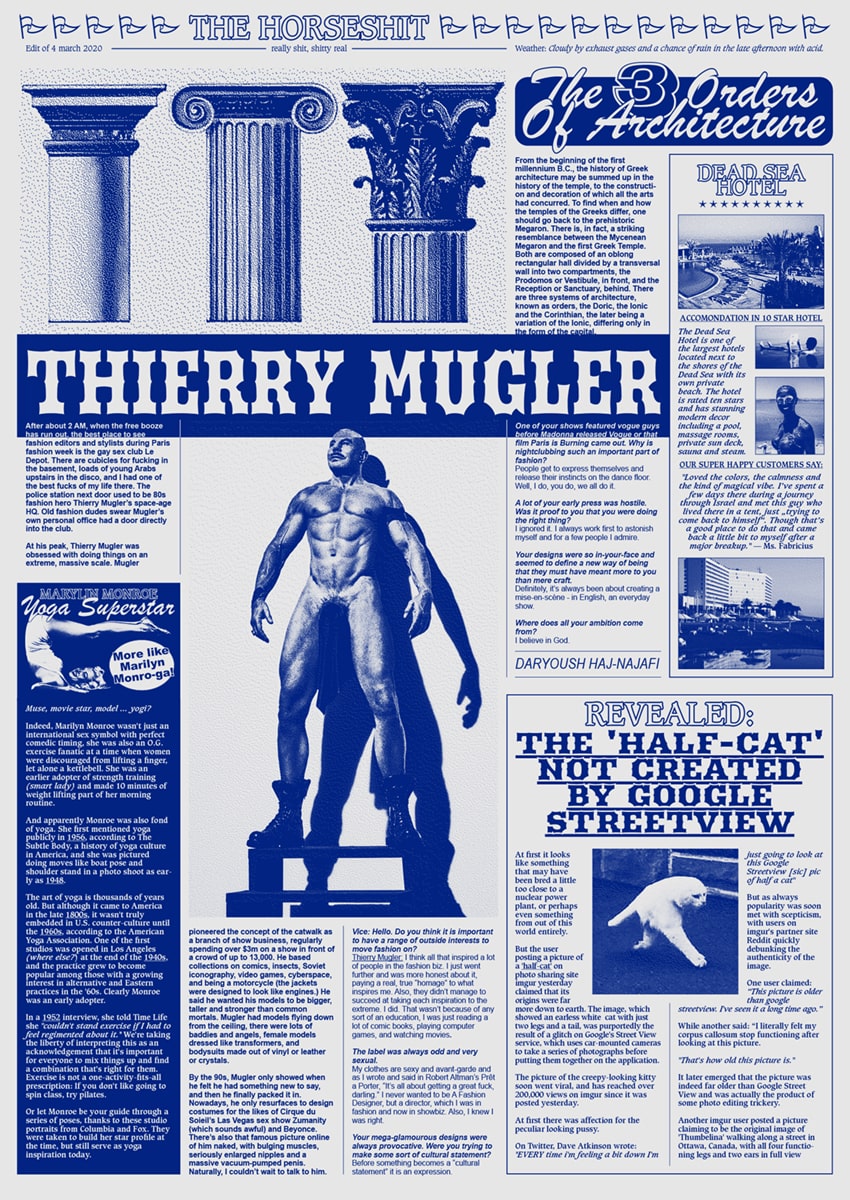 THE HORSESHIT
Edit of 4 march 2020
really shit, shitty real
Weather: Cloudy by exhaust gases and a chance of rain in the late afternoon with acid.
The 3 Orders
Of Architecture
From the beginning of the first
millennium B.C., the history of Greek
architecture may be summed up in the
history of the temple, to the constructi-
on and decoration of which all the arts
had concurred. To find when and how
the temples of the Greeks differ, one
should go back to the prehistoric
Megaron. There is, in fact, a striking
resemblance between the Mycenean
Megaron and the first Greek Temple.
Both are composed of an oblong
rectangular hall divided by a transversal
wall into two compartments, the
Prodomos or Vestibule, in front, and the
Reception or Sanctuary, behind. There
are three systems of architecture,
known as orders, the Doric, the Ionic
and the Corinthian, the later being a
variation of the Ionic, differing only in
the form of the capital.
DEAD SEA
HOTEL
★★★★★★★★★★
ACCOMONDATION IN 10 STAR HOTEL
The Dead Sea
Hotel is one of
the largest hotels
located next to
the shores of the
Dead Sea with its
own private
beach. The hotel
is rated ten stars
and has stunning
modern decor
including a pool,
massage rooms,
private sun deck,
sauna and steam.
OUR SUPER HAPPY CUSTOMERS SAY:
"Loved the colors, the calmness and
the kind of magical vibe. I've spent a
few days there during a journey
through Israel and met this guy who
lived there in a tent, just „trying to
come back to himself“. Though that's
a good place to do that and came
back a little bit to myself after a
major breakup." — Ms. Fabricius
THIERRY MUGLER
After about 2 AM, when the free booze
has run out, the best place to see
fashion editors and stylists during Paris
fashion week is the gay sex club Le
Depot. There are cubicles for fucking in
the basement, loads of young Arabs
upstairs in the disco, and I had one of
the best fucks of my life there. The
police station next door used to be 80s
fashion hero Thierry Mugler's space-age
HQ. Old fashion dudes swear Mugler's
own personal office had a door directly
into the club.
At his peak, Thierry Mugler was
obsessed with doing things on an
extreme, massive scale. Mugler
pioneered the concept of the catwalk as
a branch of show business, regularly
spending over $3m on a show in front of
a crowd of up to 13,000. He based
collections on comics, insects, Soviet
iconography, video games, cyberspace,
and being a motorcycle (the jackets
were designed to look like engines.) He
said he wanted his models to be bigger,
taller and stronger than common
mortals. Mugler had models flying down
from the ceiling, there were lots of
baddies and angels, female models
dressed like transformers, and
bodysuits made out of vinyl or leather
or crystals.
By the 90s, Mugler only showed when
he felt he had something new to say,
and then he finally packed it in.
Nowadays, he only resurfaces to design
costumes for the likes of Cirque du
Soieil's Las Vegas sex show Zumanity
(which sounds awful) and Beyonce.
There's also that famous picture online
of him naked, with bulging muscles,
seriously enlarged nipples and a
massive vacuum-pumped penis.
Naturally, I couldn't wait to talk to him.
Vice: Hello. Do you think it is important
to have a range of outside interests to
move fashion on?
Thierry Mugler: I think all that inspired a lot
of people in the fashion biz. I just went
further and was more honest about it,
paying a real, true "homage" to what
inspires me. Also, they didn't manage to
succeed at taking each inspiration to the
extreme. I did. That wasn't because of any
sort of an education, I was just reading a
lot of comic books, playing computer
games, and watching movies.
The label was always odd and very
sexual.
My clothes are sexy and avant-garde and
as I wrote and said in Robert Altman's Prêt
a Porter, "It's all about getting a great fuck,
darling." I never wanted to be A Fashion
Designer, but a director, which I was in
fashion and now in showbiz. Also, I knew I
was right.
Your mega-glamourous designs were
always provocative. Were you trying to
make some sort of cultural statement?
Before something becomes a "cultural
statement" it is an expression.
One of your shows featured vogue guys
before Madonna released Vogue or that
film Paris is Burning came out. Why is
nightclubbing such an important part of
fashion?
People get to express themselves and
release their instincts on the dance floor.
Well, I do, you do, we all do it.
A lot of your early press was hostile.
Was it proof to you that you were doing
the right thing?
I ignored it. I always work first to astonish
myself and for a few people I admire.
Your designs were so in-your-face and
seemed to define a new way of being
that they must have meant more to you
than mere craft.
Definitely, it's always been about creating a
mise-en-scène - in English, an everyday
show.
Where does all your ambition come
from?
I believe in God.
DARYOUSH HAJ-NAJAFI
MARYLIN MONROE
Yoga Superstar
More like
Marilyn
Monro-ga!
Muse, movie star, model ... yogi?
Indeed, Marilyn Monroe wasn't just an
international sex symbol with perfect
comedic timing, she was also an O.G.
exercise fanatic at a time when women
were discouraged from lifting a finger,
let alone a kettlebell. She was an
earlier adopter of strength training
(smart lady) and made 10 minutes of
weight lifting part of her morning
routine.
And apparently Monroe was also fond
of yoga. She first mentioned yoga
publicly in 1956, according to The
Subtle Body, a history of yoga culture
in America, and she was pictured
doing moves like boat pose and
shoulder stand in a photo shoot as ear-
ly as 1948.
The art of yoga is thousands of years
old. But although it came to America
in the late 1800s, it wasn't truly
embedded in U.S. counter-culture until
the 1960s, according to the American
Yoga Association. One of the first
studios was opened in Los Angeles
(where else?) at the end of the 1940s,
and the practice grew to become
popular among those with a growing
interest in alternative and Eastern
practices in the '60s. Clearly Monroe
was an early adopter.
In a 1952 interview, she told Time Life
she "couldn't stand exercise if I had to
feel regimented about it." We're taking
the liberty of interpreting this as an
acknowledgement that it's important
for everyone to mix things up and find
a combination that's right for them.
Exercise is not a one-activity-fits-all
prescription: If you don't like going to
spin class, try pilates.
Or let Monroe be your guide through a
series of poses, thanks to these studio
portraits from Columbia and Fox. They
were taken to build her star profile at
the time, but still serve as yoga
inspiration today.
REVEALED:
THE 'HALF-CAT'
NOT CREATED
BY GOOGLE
STREETVIEW
At first it looks
like something
that may have
been bred a little
too close to a
nuclear power
plant, or perhaps
even something
from out of this
world entirely.
But the user
posting a picture of
a 'half-cat' on
photo sharing site
imgur yesterday
claimed that its
origins were far
more down to earth. The image, which
showed an earless white cat with just
two legs and a tail, was purportedly the
result of a glitch on Google's Street View
service, which uses car-mounted cameras
to take a series of photographs before
putting them together on the application.
The picture of the creepy-looking kitty
soon went viral, and has reached over
200,000 views on imgur since it was
posted yesterday.
At first there was affection for the
peculiar looking pussy.
On Twitter, Dave Atkinson wrote:
"EVERY time I'm feeling a bit down I'm
just going to look at
this Google
Streetview [sic] pic
of half a cat"
But as always
popularity was soon
met with scepticism,
with users on
imgur's partner site
Reddit quickly
debunking the
authenticity of the
image.
One user claimed:
"This picture is older
than google
streetview. I've seen it a long time ago."
While another said: "I literally felt my
corpus callosum stop functioning after
looking at this picture.
"That's how old this picture is."
It later emerged that the picture was
indeed far older than Google Street
View and was actually the product of
some photo editing trickery.
Another imgur user posted a picture
claiming to be the original image of
'Thumbelina' walking along a street in
Ottawa, Canada, with all four functio-
ning legs and two ears in full view